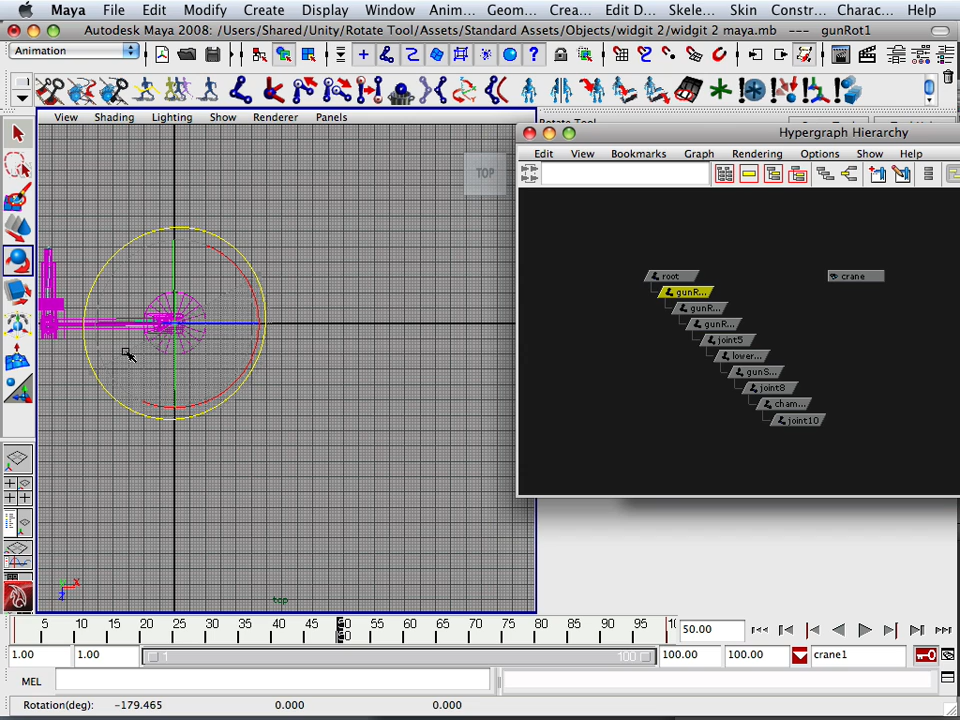 Maya File Edit Modify Create Display Window Anim... Geom... Crea... Edit D... Skele... Skin Constr... Charac... Help
Autodesk Maya 2008: /Users/Shared/Unity/Rotate Tool/Assets/Standard Assets/Objects/widgit 2/widgit 2 maya.mb --- gunRot1
Animation
View Shading Lighting Show Renderer Panels
Hypergraph Hierarchy
Edit View Bookmarks Graph Rendering Options Show Help
TOP
root
crane
gunR...
gunR...
gunR...
joint5
lower...
gunS...
joint8
cham...
joint10
X
top
5 10 15 20 25 30 35 40 45 50 55 60 65 70 75 80 85 90 95 10
50.00
1.00 1.00 1 100 100.00 100.00 crane1
MEL
Rotation(deg): -179.465 0.000 0.000